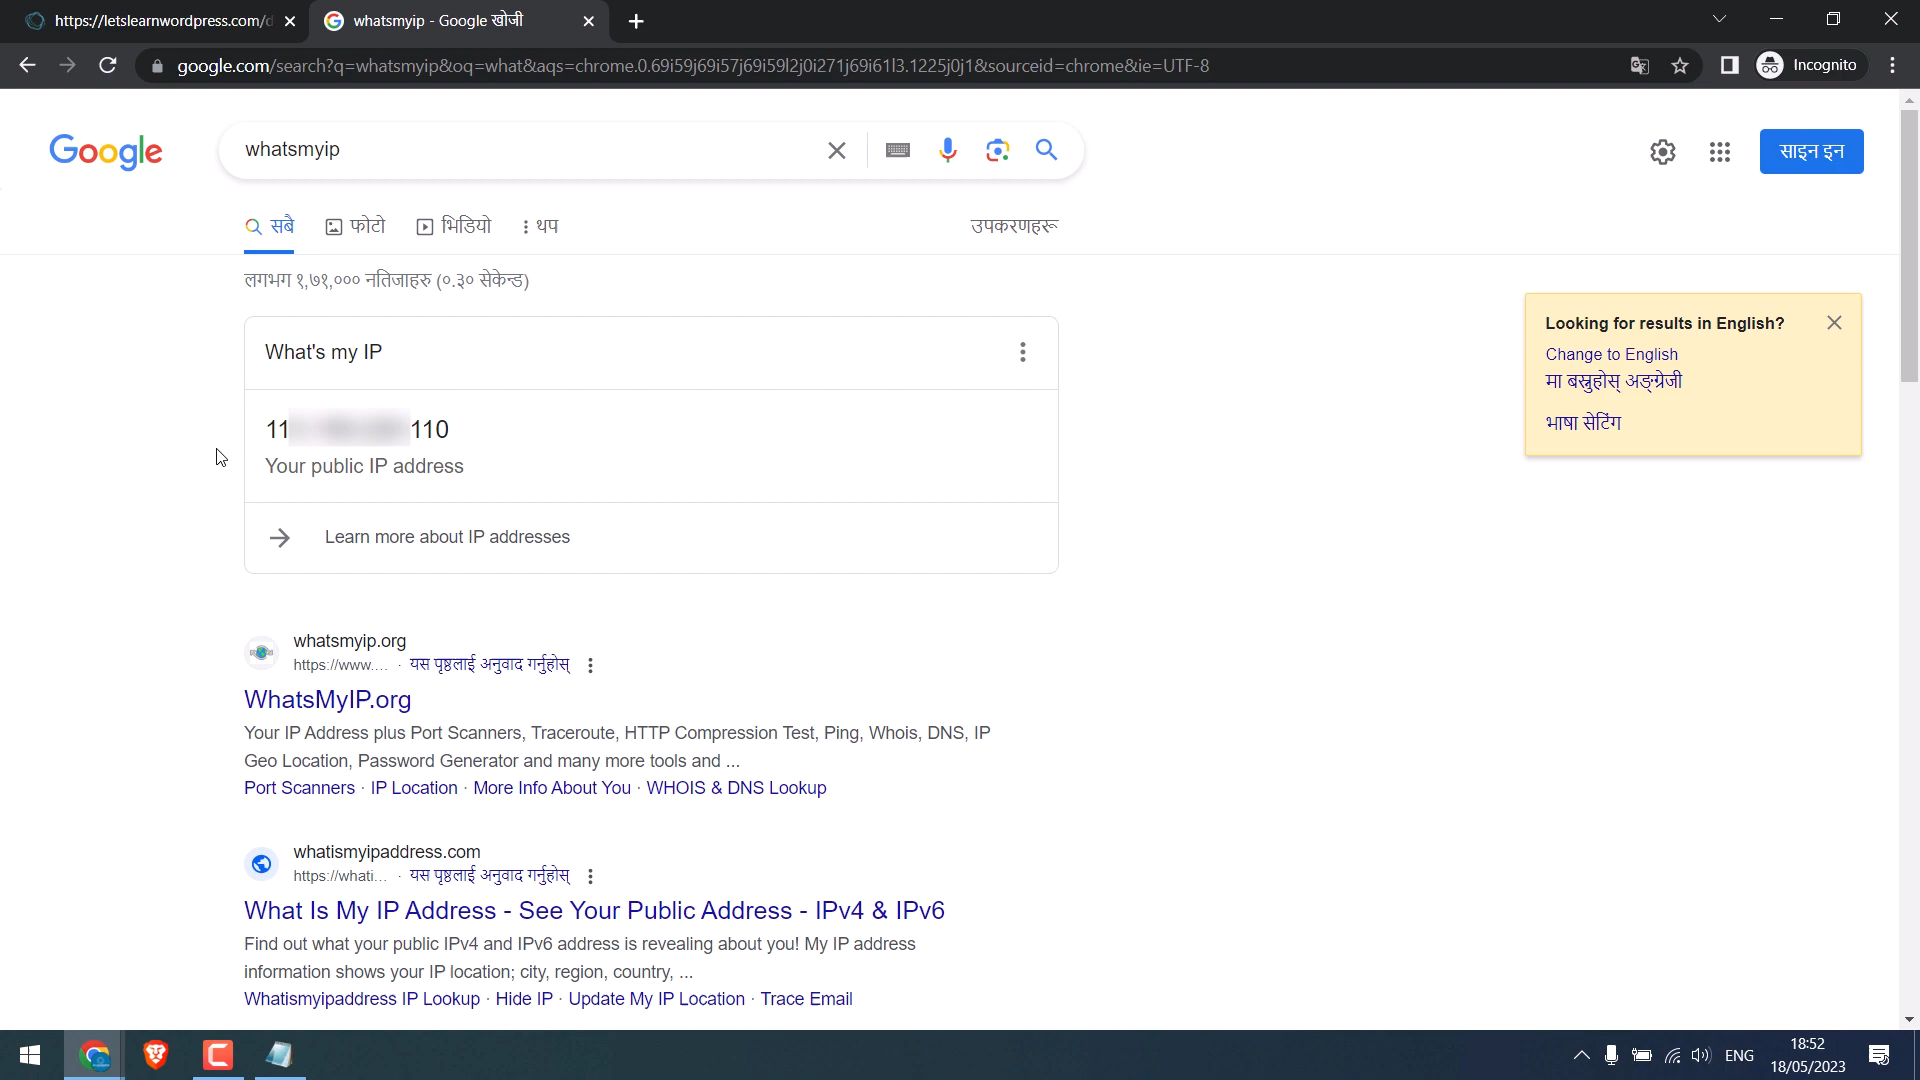 https://letslearnwordpress.com/d
whatsmyip - Google खोजी
google.com/search?q=whatsmyip&oq=what&aqs=chrome.0.69i59j69i57j69i59l2j0i271j69i61l3.1225j0j1&sourceid=chrome&ie=UTF-8
Incognito
Google
whatsmyip
साइन इन
सबै
फोटो
भिडियो
थप
उपकरणहरू
लगभग १,७१,००० नतिजाहरु (०.३० सेकेन्ड)
Looking for results in English?
Change to English
मा बस्नुहोस् अङ्ग्रेजी
भाषा सेटिंग
What's my IP
11
110
Your public IP address
Learn more about IP addresses
whatsmyip.org
https://www.... · यस पृष्ठलाई अनुवाद गर्नुहोस्
WhatsMyIP.org
Your IP Address plus Port Scanners, Traceroute, HTTP Compression Test, Ping, Whois, DNS, IP
Geo Location, Password Generator and many more tools and ...
Port Scanners · IP Location · More Info About You · WHOIS & DNS Lookup
whatismyipaddress.com
https://whati... · यस पृष्ठलाई अनुवाद गर्नुहोस्
What Is My IP Address - See Your Public Address - IPv4 & IPv6
Find out what your public IPv4 and IPv6 address is revealing about you! My IP address
information shows your IP location; city, region, country, ...
Whatismyipaddress IP Lookup · Hide IP · Update My IP Location · Trace Email
ENG
18:52
18/05/2023